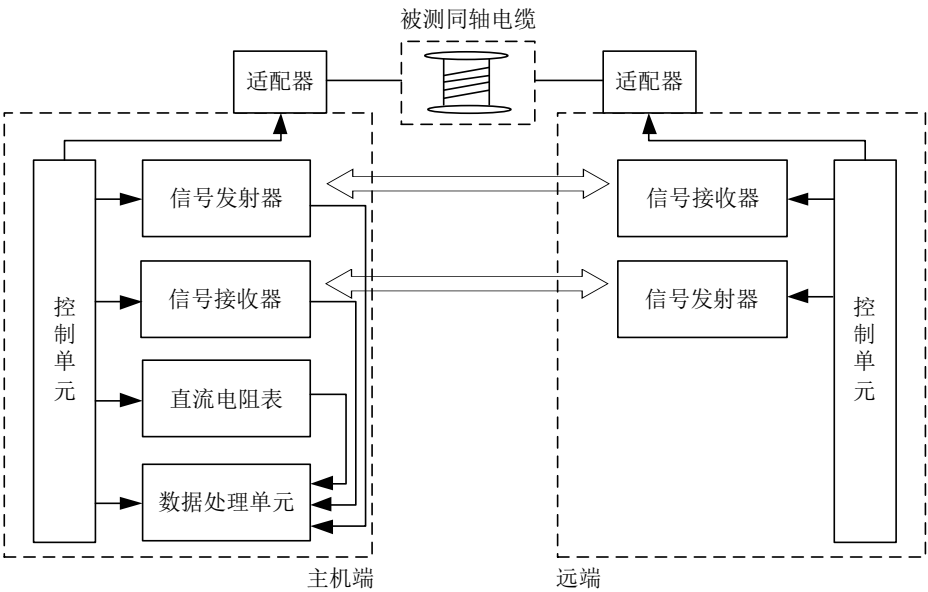 被测同轴电缆
适配器
适配器
信号发射器
信号接收器
信号接收器
信号发射器
控制单元
控制单元
直流电阻表
数据处理单元
主机端
远端